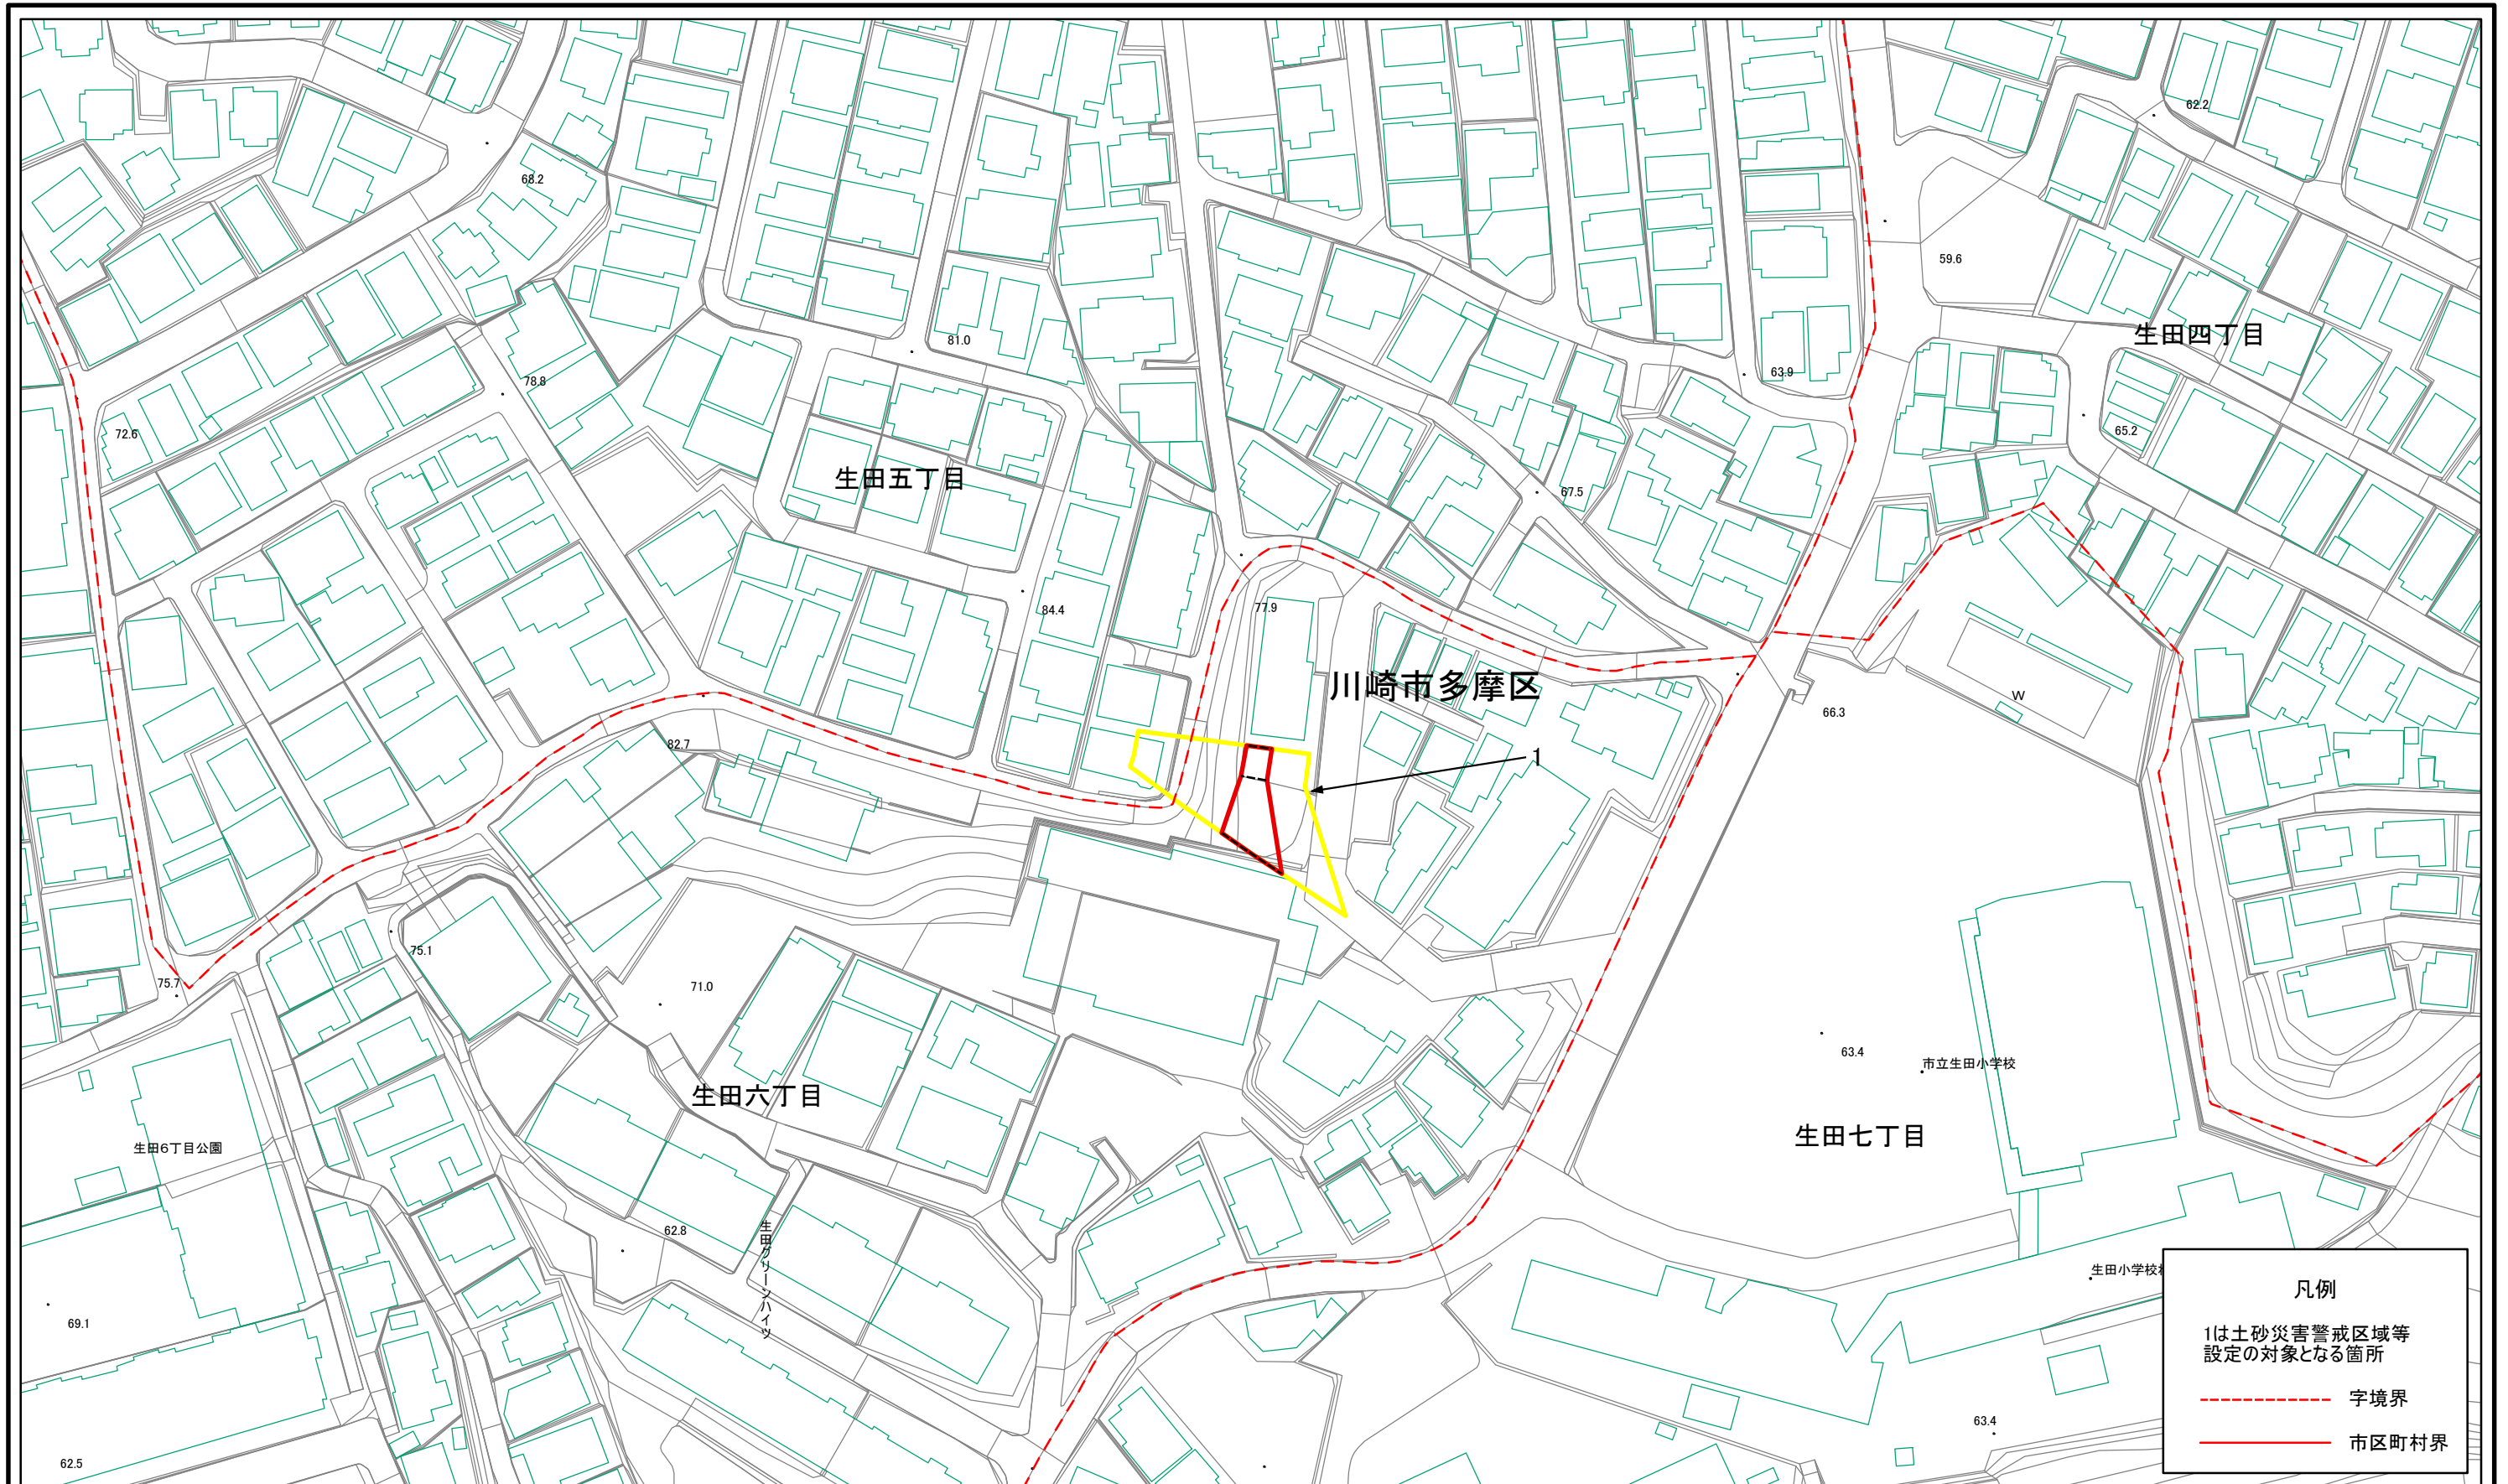 62.2
68.2
59.6
生田四丁目
81.0
63.9
78.8
72.6
65.2
生田五丁目
67.5
77.9
84.4
川崎市多摩区
W
66.3
82.7
1
75.1
75.7
71.0
63.4
市立生田小学校
生田六丁目
生田七丁目
生田6丁目公園
62.8
生田グリーンハイツ
生田小学校
69.1
63.4
62.5
凡例
1は土砂災害警戒区域等
設定の対象となる箇所
字境界
市区町村界